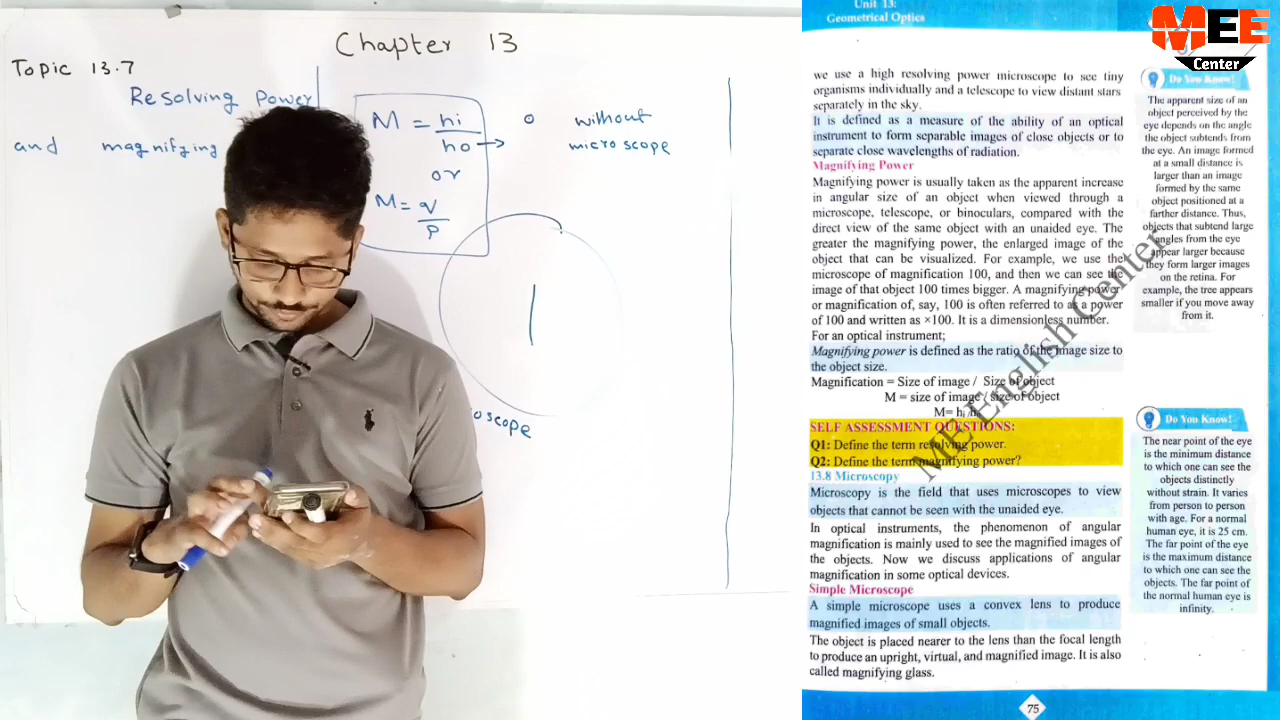 Chapter 13
Topic 13.7
Resolving Power
and magnifying
M = hi
ho
or
M = q
p
without
microscope
oscope
Unit 13:
Geometrical Optics
MEE
Center
we use a high resolving power microscope to see tiny
organisms individually and a telescope to view distant stars
separately in the sky.
It is defined as a measure of the ability of an optical
instrument to form separable images of close objects or to
separate close wavelengths of radiation.
Magnifying Power
Magnifying power is usually taken as the apparent increase
in angular size of an object when viewed through a
microscope, telescope, or binoculars, compared with the
direct view of the same object with an unaided eye. The
greater the magnifying power, the enlarged image of the
object that can be visualized. For example, we use the
microscope of magnification 100, and then we can see the
image of that object 100 times bigger. A magnifying power
or magnification of, say, 100 is often referred to as a power
of 100 and written as ×100. It is a dimensionless number.
For an optical instrument;
Magnifying power is defined as the ratio of the image size to
the object size.
Magnification = Size of image / Size of object
M = size of image / size of object
M= hi /ho
SELF ASSESSMENT QUESTIONS:
Q1: Define the term resolving power.
Q2: Define the term magnifying power?
13.8 Microscopy
Microscopy is the field that uses microscopes to view
objects that cannot be seen with the unaided eye.
In optical instruments, the phenomenon of angular
magnification is mainly used to see the magnified images of
the objects. Now we discuss applications of angular
magnification in some optical devices.
Simple Microscope
A simple microscope uses a convex lens to produce
magnified images of small objects.
The object is placed nearer to the lens than the focal length
to produce an upright, virtual, and magnified image. It is also
called magnifying glass.
ME English Center
Do You Know!
The apparent size of an
object perceived by the
eye depends on the angle
the object subtends from
the eye. An image formed
at a small distance is
larger than an image
formed by the same
object positioned at a
farther distance. Thus,
objects that subtend large
angles from the eye
appear larger because
they form larger images
on the retina. For
example, the tree appears
smaller if you move away
from it.
Do You Know!
The near point of the eye
is the minimum distance
to which one can see the
objects distinctly
without strain. It varies
from person to person
with age. For a normal
human eye, it is 25 cm.
The far point of the eye
is the maximum distance
to which one can see the
objects. The far point of
the normal human eye is
infinity.
75